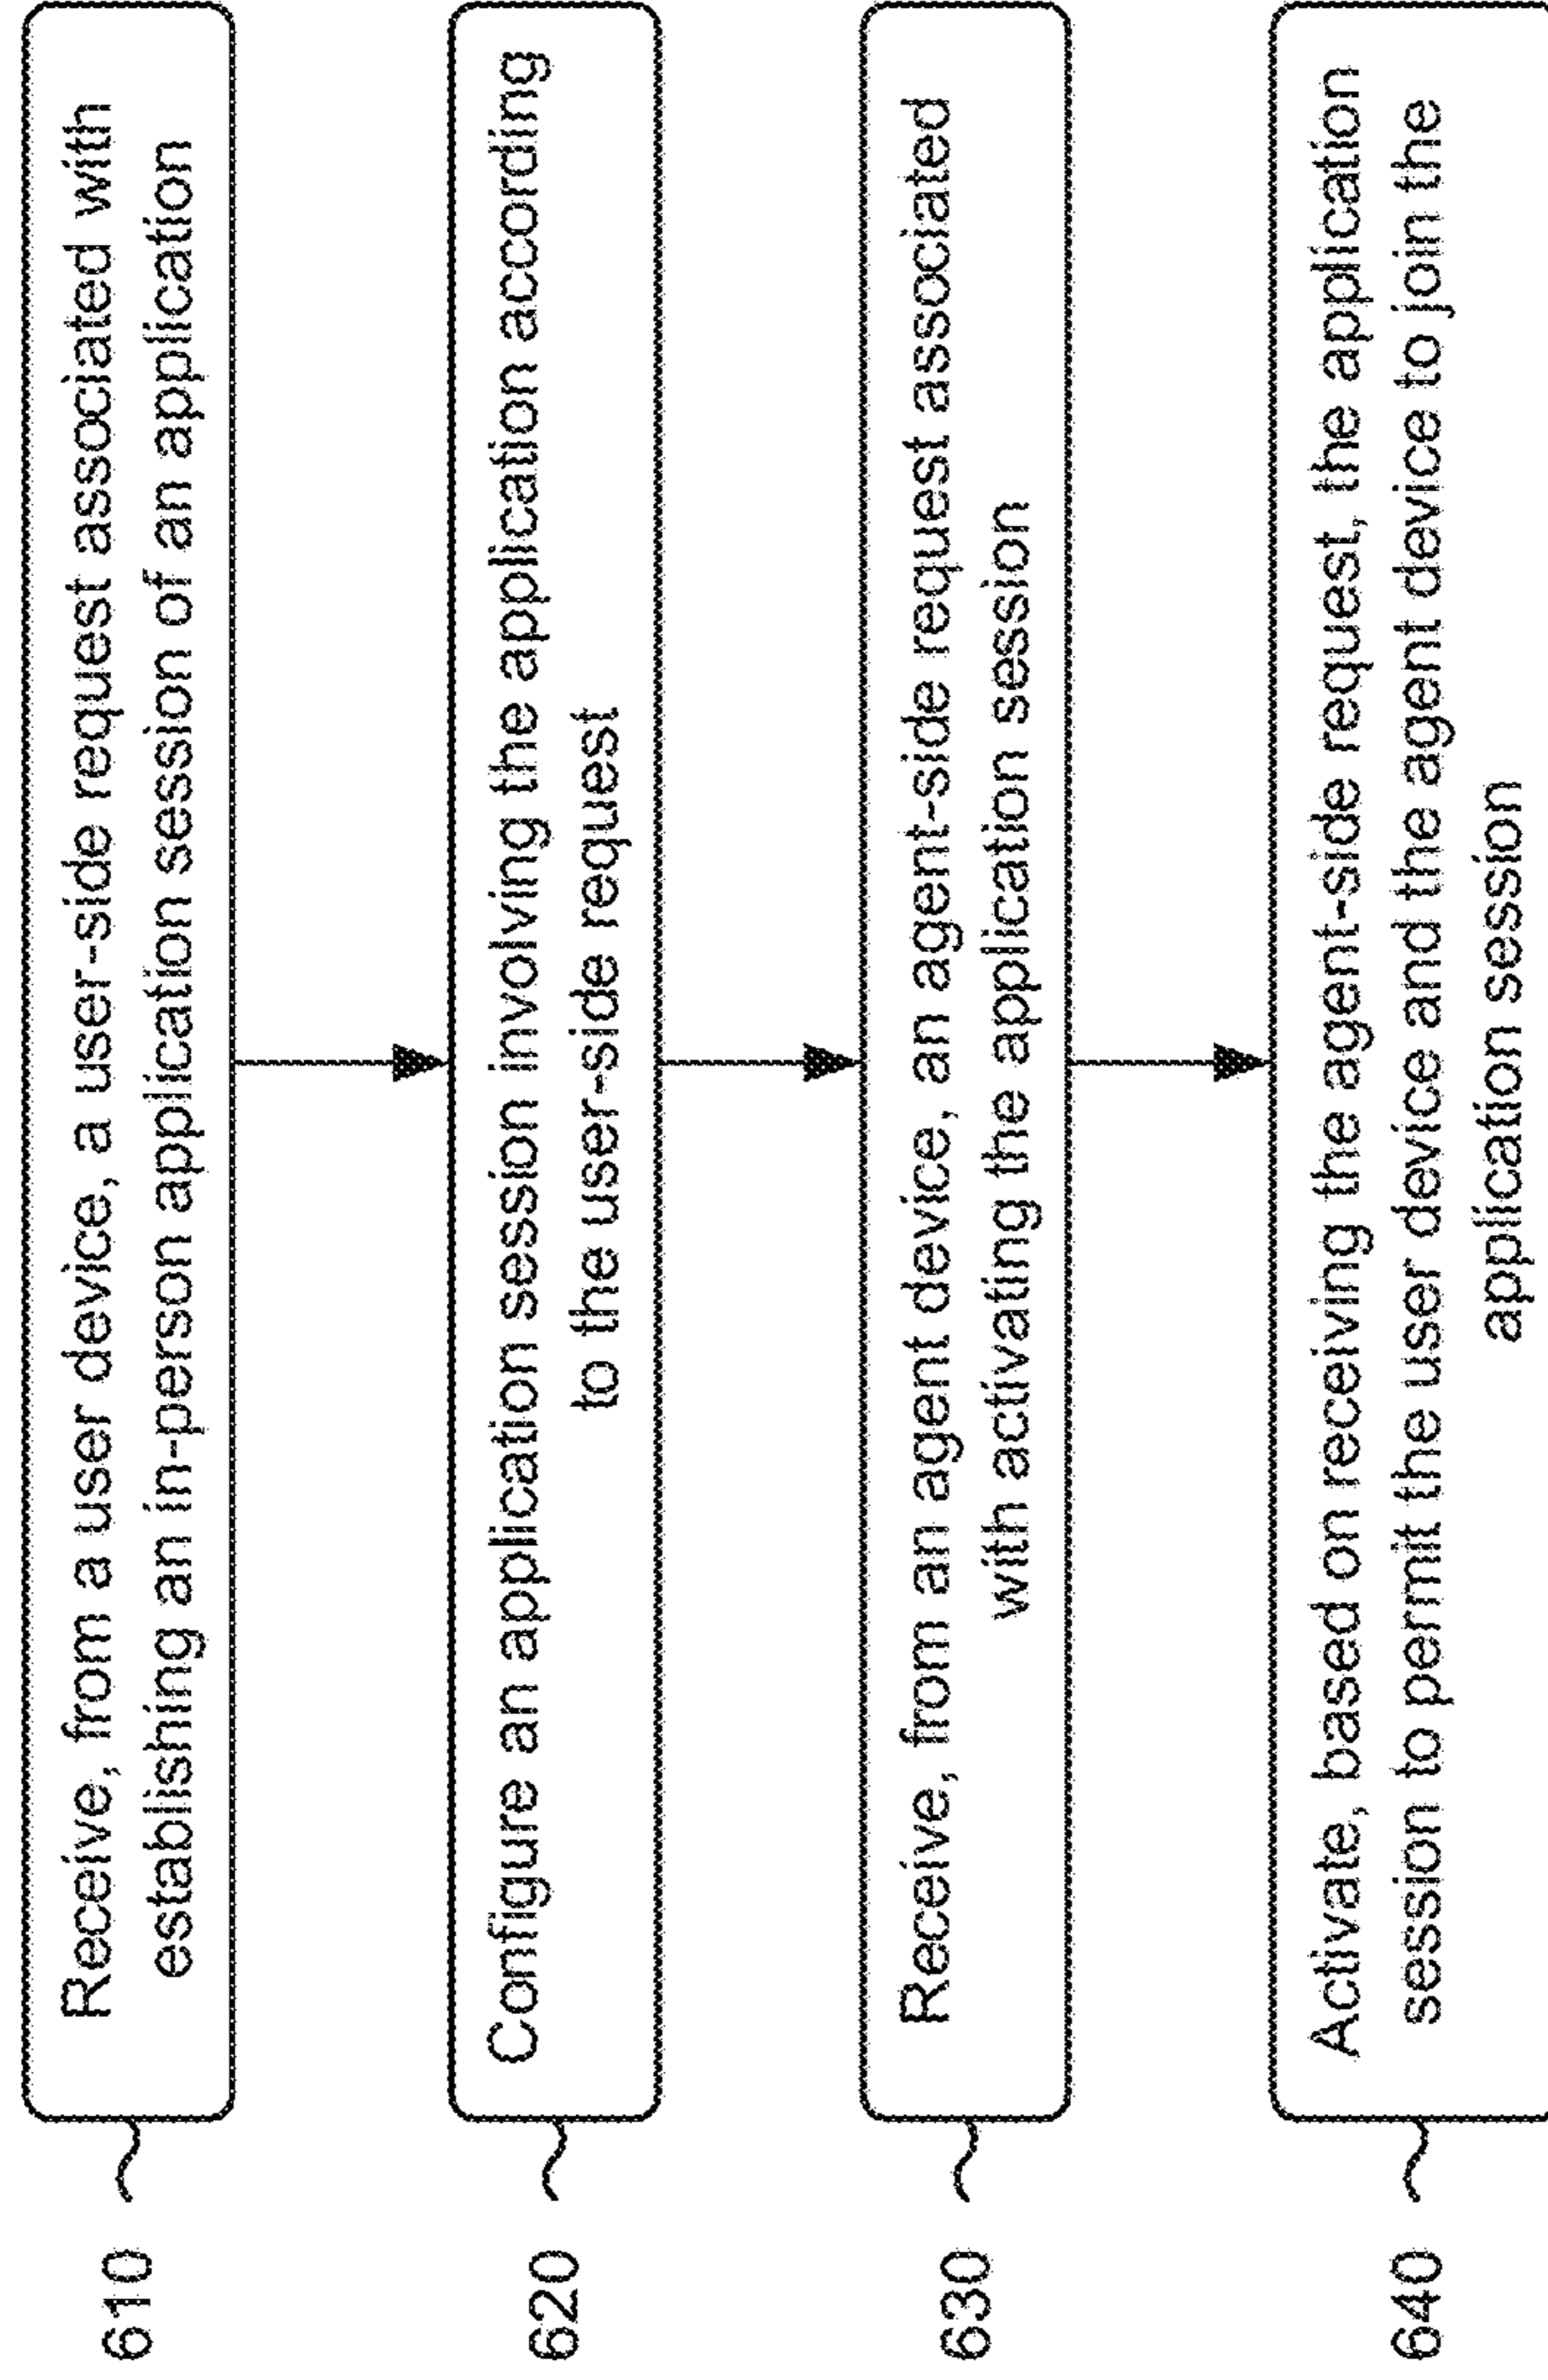 610
Receive, from a user device, a user-side request associated with
establishing an in-person application session of an application
620
Configure an application session involving the application according
to the user-side request
630
Receive, from an agent device, an agent-side request associated
with activating the application session
640
Activate, based on receiving the agent-side request, the application
session to permit the user device and the agent device to join the
application session